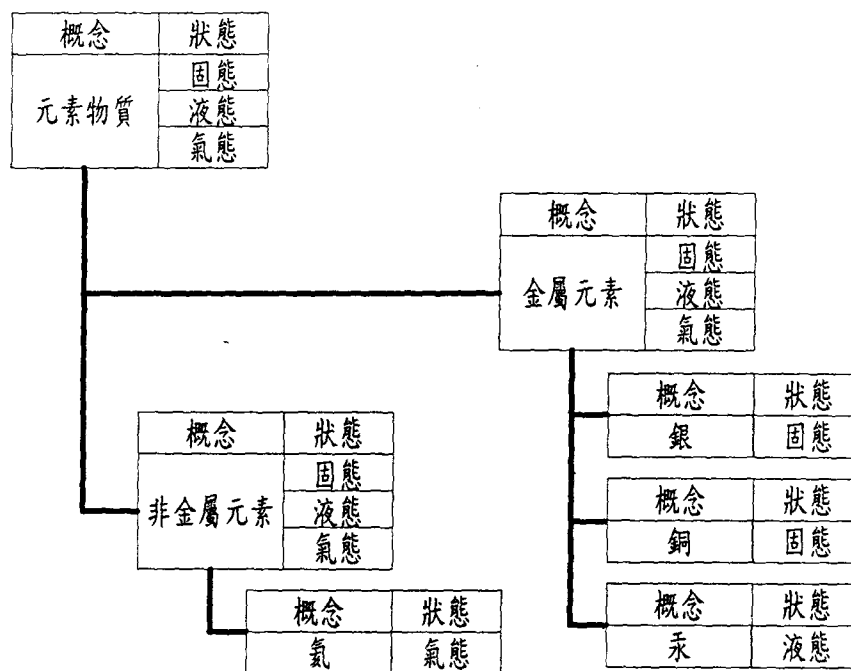 概念 狀態
元素物質 固態
液態
氣態
概念 狀態
金屬元素 固態
液態
氣態
概念 狀態
銀 固態
概念 狀態
銅 固態
概念 狀態
汞 液態
概念 狀態
非金屬元素 固態
液態
氣態
概念 狀態
氦 氣態